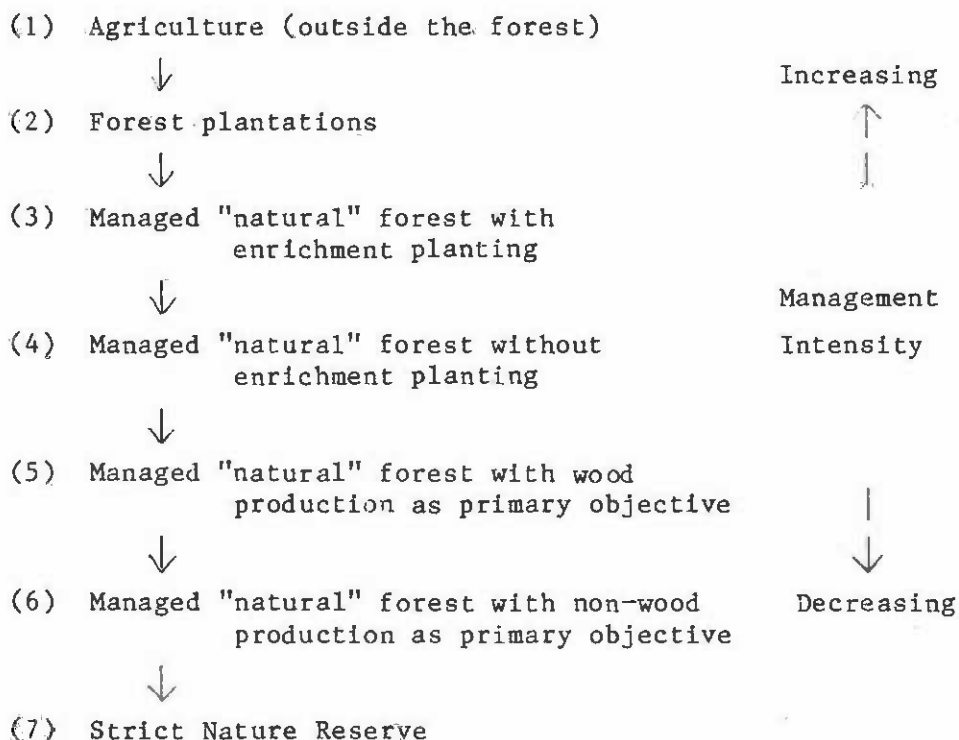 (1) Agriculture (outside the forest)
Increasing
(2) Forest plantations
(3) Managed "natural" forest with
enrichment planting
Management
(4) Managed "natural" forest without Intensity
enrichment planting
(5) Managed "natural" forest with wood
production as primary objective
(6) Managed "natural" forest with non-wood Decreasing
production as primary objective
(7) Strict Nature Reserve